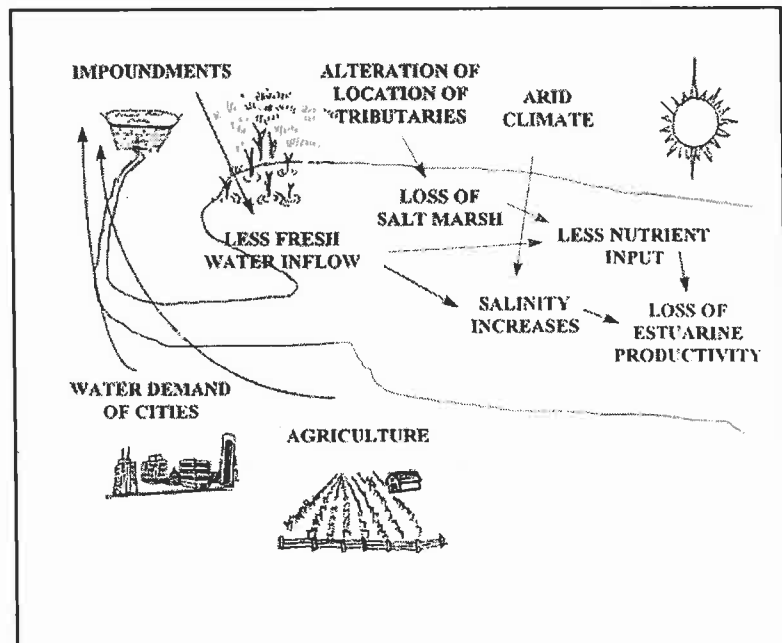 IMPOUNDMENTS
ALTERATION OF
LOCATION OF
TRIBUTARIES
ARID
CLIMATE
LOSS OF
SALT MARSH
LESS FRESH
WATER INFLOW
LESS NUTRIENT
INPUT
SALINITY
INCREASES
LOSS OF
ESTUARINE
PRODUCTIVITY
WATER DEMAND
OF CITIES
AGRICULTURE